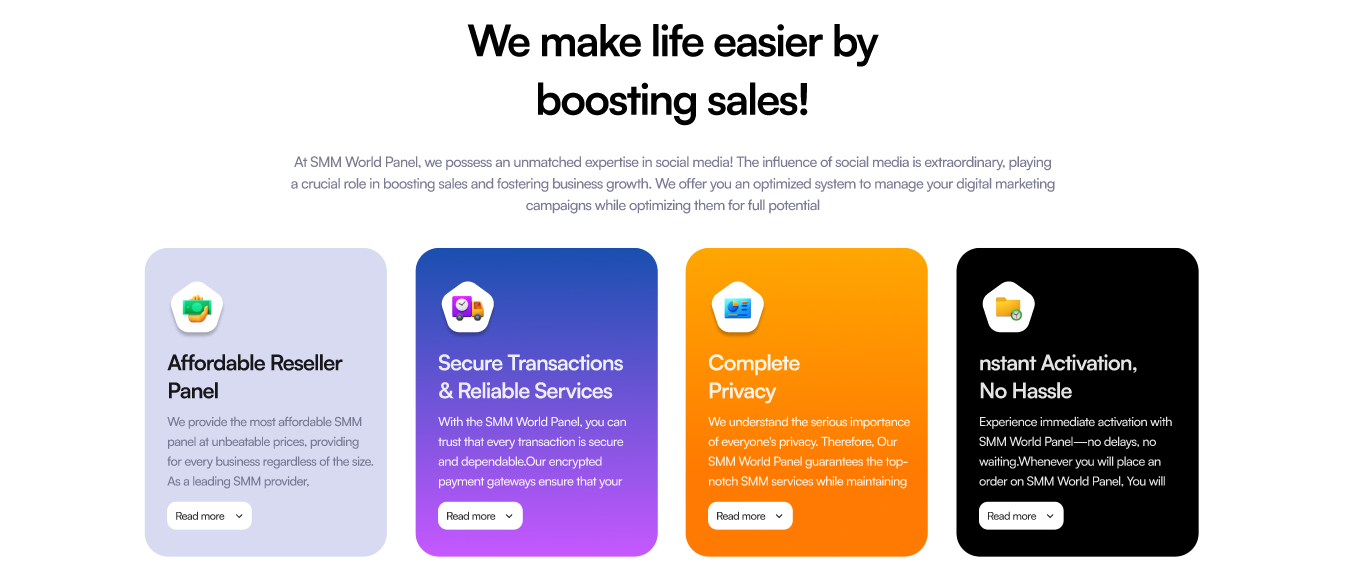 We make life easier by
boosting sales!
At SMM World Panel, we possess an unmatched expertise in social media! The influence of social media is extraordinary, playing
a crucial role in boosting sales and fostering business growth. We offer you an optimized system to manage your digital marketing
campaigns while optimizing them for full potential
Affordable Reseller
Panel
We provide the most affordable SMM
panel at unbeatable prices, providing
for every business regardless of the size.
As a leading SMM provider,
Read more
Secure Transactions
& Reliable Services
With the SMM World Panel, you can
trust that every transaction is secure
and dependable.Our encrypted
payment gateways ensure that your
Read more
Complete
Privacy
We understand the serious importance
of everyone's privacy. Therefore, Our
SMM World Panel guarantees the top-
notch SMM services while maintaining
Read more
nstant Activation,
No Hassle
Experience immediate activation with
SMM World Panel—no delays, no
waiting.Whenever you will place an
order on SMM World Panel, You will
Read more